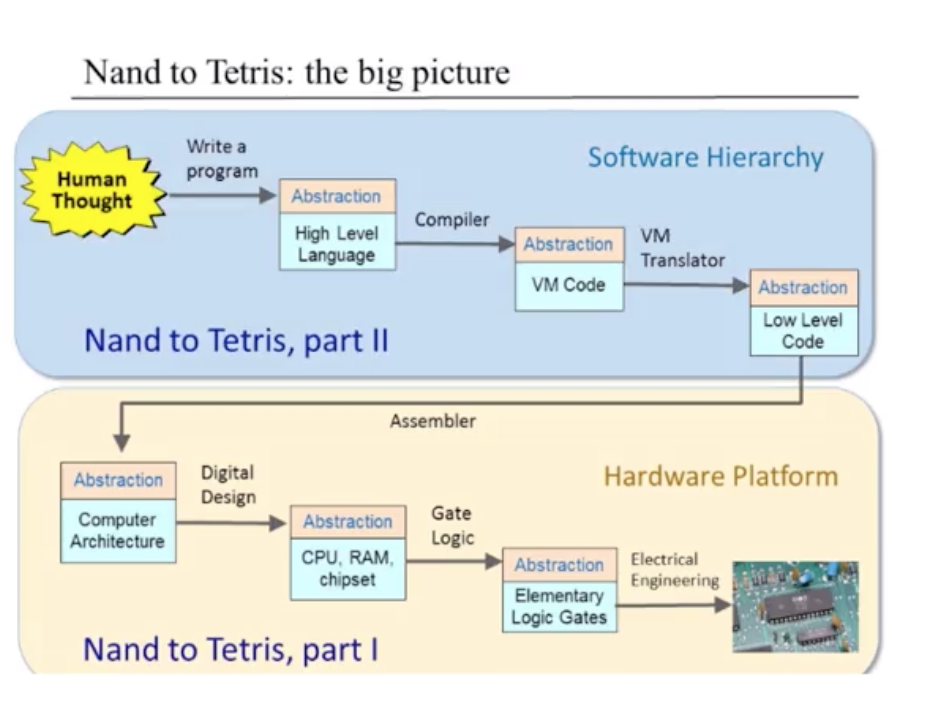 Nand to Tetris: the big picture
Software Hierarchy
Human
Thought
Write a
program
Abstraction
High Level
Language
Compiler
Abstraction
VM Code
VM
Translator
Abstraction
Low Level
Code
Nand to Tetris, part II
Assembler
Hardware Platform
Abstraction
Computer
Architecture
Digital
Design
Abstraction
CPU, RAM,
chipset
Gate
Logic
Abstraction
Elementary
Logic Gates
Electrical
Engineering
Nand to Tetris, part I